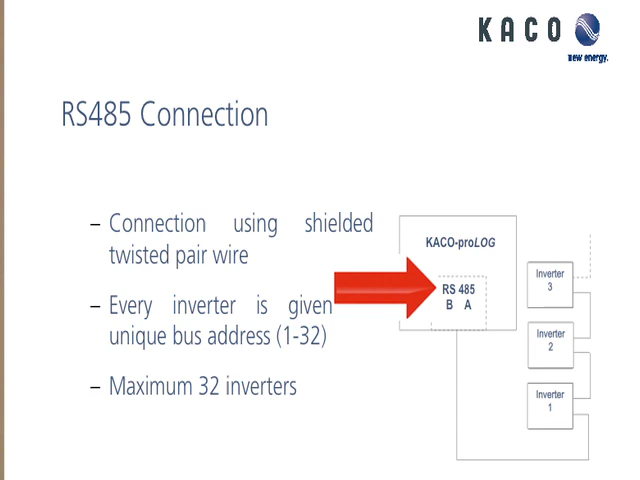 KACO
new energy.
RS485 Connection
– Connection using shielded
twisted pair wire
– Every inverter is given
unique bus address (1-32)
– Maximum 32 inverters
KACO-proLOG
RS 485
B A
Inverter
3
Inverter
2
Inverter
1